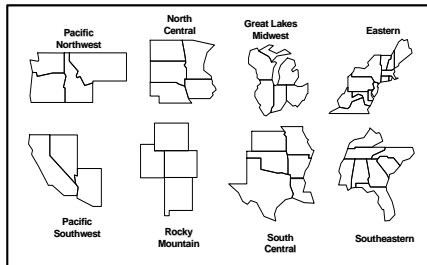 Pacific
Northwest
North
Central
Great Lakes
Midwest
Eastern
Pacific
Southwest
Rocky
Mountain
South
Central
Southeastern